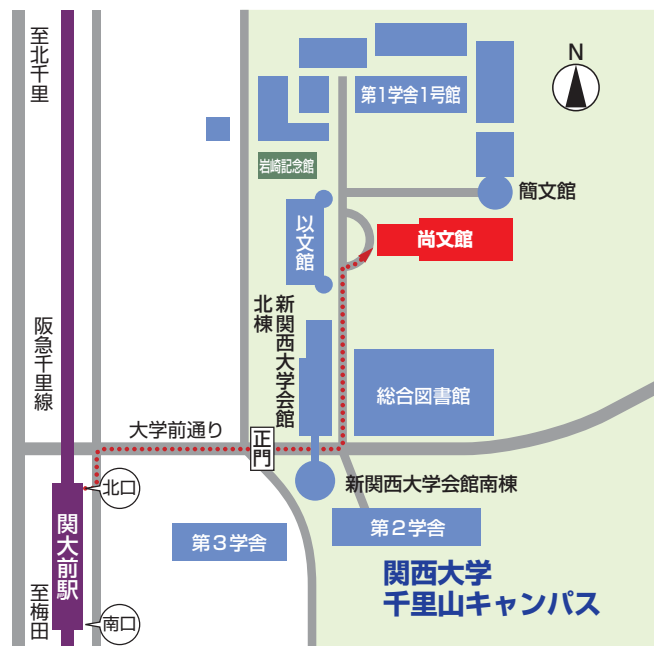 至北千里
N
第1学舎1号館
岩崎記念館
簡文館
以文館
尚文館
阪急千里線
新関西大学会館
北棟
総合図書館
大学前通り
正門
北口
新関西大学会館南棟
関大前駅
第3学舎
第2学舎
関西大学
千里山キャンパス
至梅田
南口